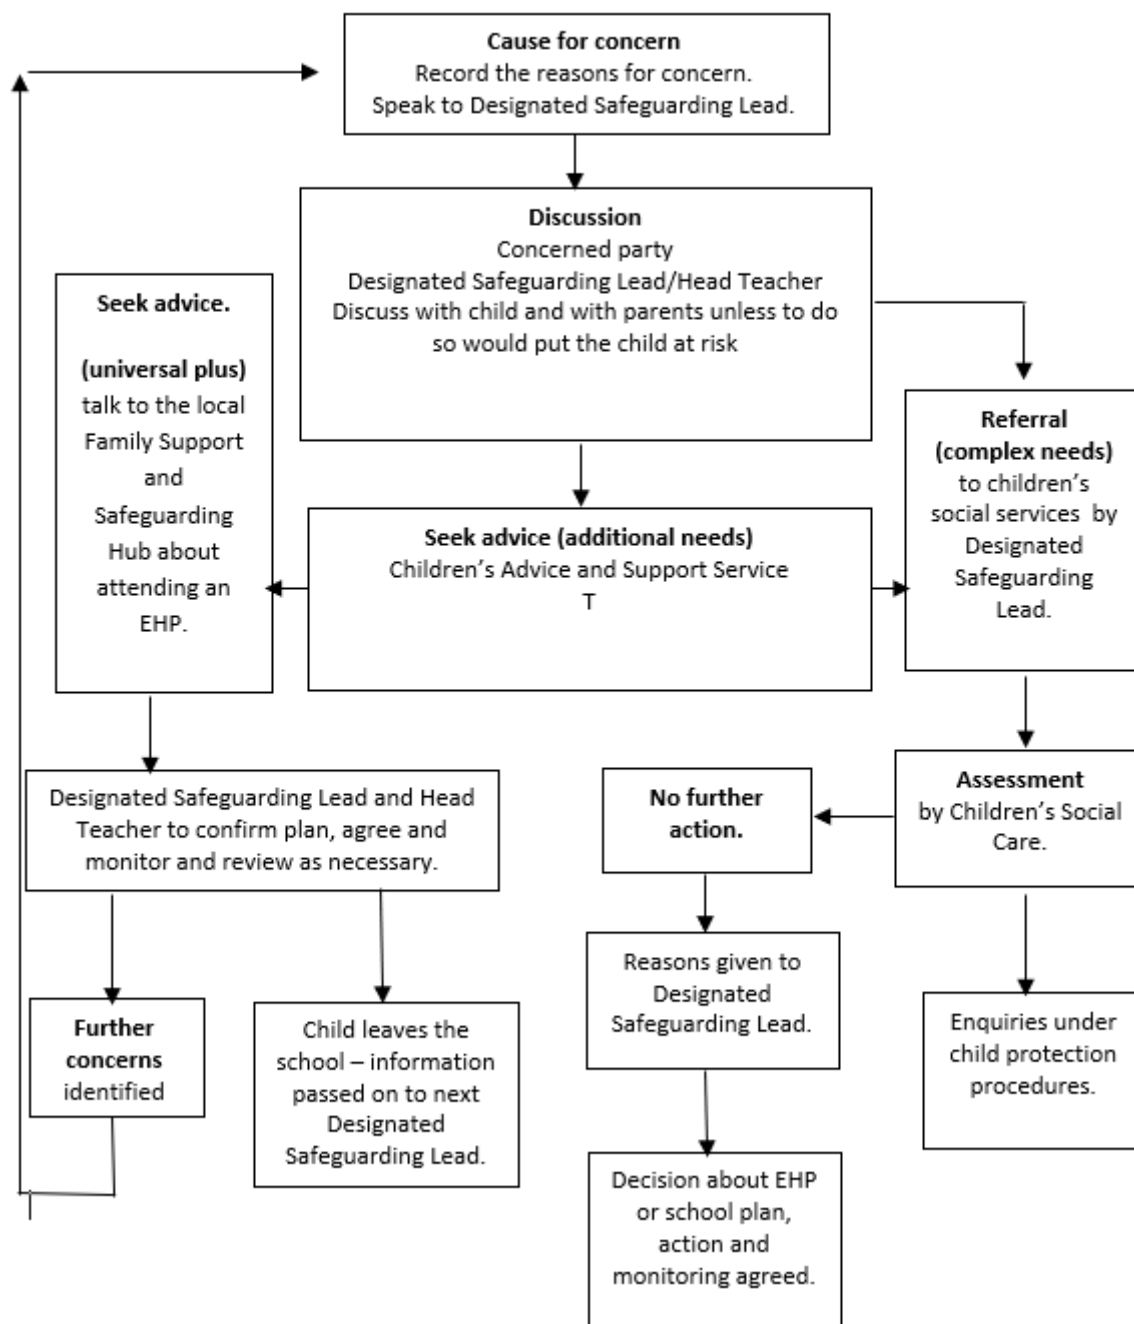 Cause for concern
Record the reasons for concern.
Speak to Designated Safeguarding Lead.
Discussion
Concerned party
Designated Safeguarding Lead/Head Teacher
Discuss with child and with parents unless to do
so would put the child at risk
Seek advice.
(universal plus)
talk to the local
Family Support
and
Safeguarding
Hub about
attending an
EHP.
Seek advice (additional needs)
Children’s Advice and Support Service
T
Referral
(complex needs)
to children’s
social services by
Designated
Safeguarding
Lead.
Designated Safeguarding Lead and Head
Teacher to confirm plan, agree and
monitor and review as necessary.
No further
action.
Assessment
by Children’s Social
Care.
Further
concerns
identified
Child leaves the
school – information
passed on to next
Designated
Safeguarding Lead.
Reasons given to
Designated
Safeguarding Lead.
Enquiries under
child protection
procedures.
Decision about EHP
or school plan,
action and
monitoring agreed.